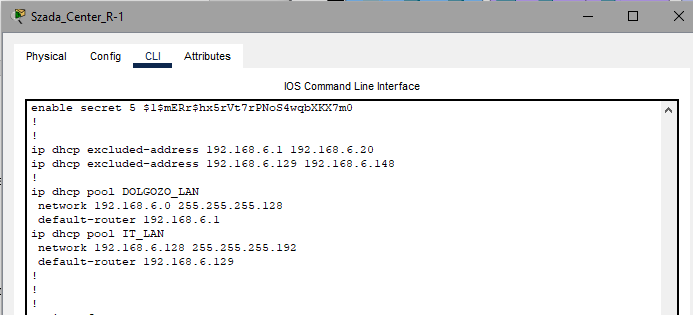 Szada_Center_R-1
Physical Config CLI Attributes
IOS Command Line Interface
enable secret 5 $1$mERr$hx5rVt7rPNoS4wqbXKX7m0
!
!
ip dhcp excluded-address 192.168.6.1 192.168.6.20
ip dhcp excluded-address 192.168.6.129 192.168.6.148
!
ip dhcp pool DOLGOZO_LAN
 network 192.168.6.0 255.255.255.128
 default-router 192.168.6.1
ip dhcp pool IT_LAN
 network 192.168.6.128 255.255.255.192
 default-router 192.168.6.129
!
!
!